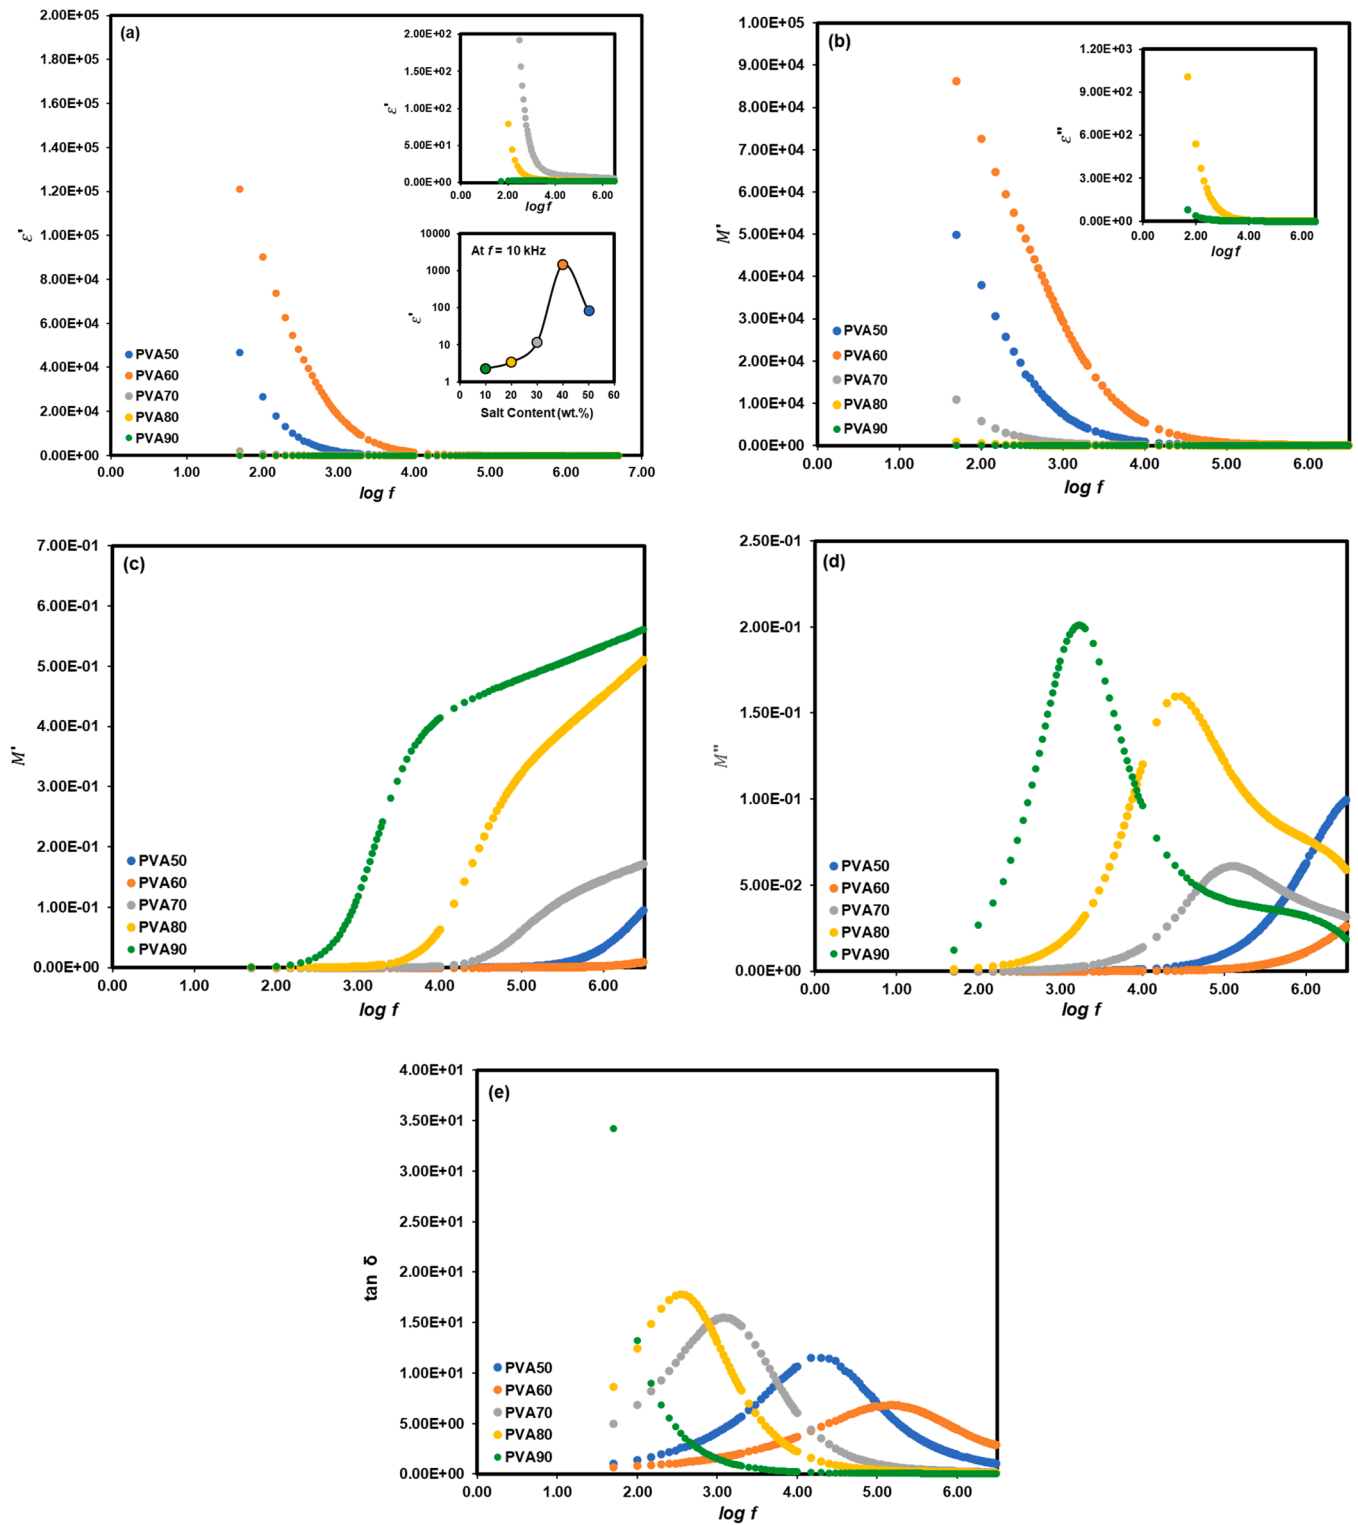 (a)
2.00E+05
1.80E+05
1.60E+05
1.40E+05
1.20E+05
1.00E+05
8.00E+04
6.00E+04
4.00E+04
2.00E+04
0.00E+00
ε'
0.00 1.00 2.00 3.00 4.00 5.00 6.00 7.00
log f
PVA50
PVA60
PVA70
PVA80
PVA90
2.00E+02
1.50E+02
1.00E+02
5.00E+01
0.00E+00
ε'
0.00 2.00 4.00 6.00
log f
At f = 10 kHz
10000
1000
100
10
1
ε'
0 10 20 30 40 50 60
Salt Content (wt.%)
(b)
1.00E+05
9.00E+04
8.00E+04
7.00E+04
6.00E+04
5.00E+04
4.00E+04
3.00E+04
2.00E+04
1.00E+04
0.00E+00
M'
0.00 1.00 2.00 3.00 4.00 5.00 6.00
log f
PVA50
PVA60
PVA70
PVA80
PVA90
1.20E+03
9.00E+02
6.00E+02
3.00E+02
0.00E+00
ε"
0.00 2.00 4.00 6.00
log f
(c)
7.00E-01
6.00E-01
5.00E-01
4.00E-01
3.00E-01
2.00E-01
1.00E-01
0.00E+00
M'
0.00 1.00 2.00 3.00 4.00 5.00 6.00
log f
PVA50
PVA60
PVA70
PVA80
PVA90
(d)
2.50E-01
2.00E-01
1.50E-01
1.00E-01
5.00E-02
0.00E+00
M"
0.00 1.00 2.00 3.00 4.00 5.00 6.00
log f
PVA50
PVA60
PVA70
PVA80
PVA90
(e)
4.00E+01
3.50E+01
3.00E+01
2.50E+01
2.00E+01
1.50E+01
1.00E+01
5.00E+00
0.00E+00
tan δ
0.00 1.00 2.00 3.00 4.00 5.00 6.00
log f
PVA50
PVA60
PVA70
PVA80
PVA90